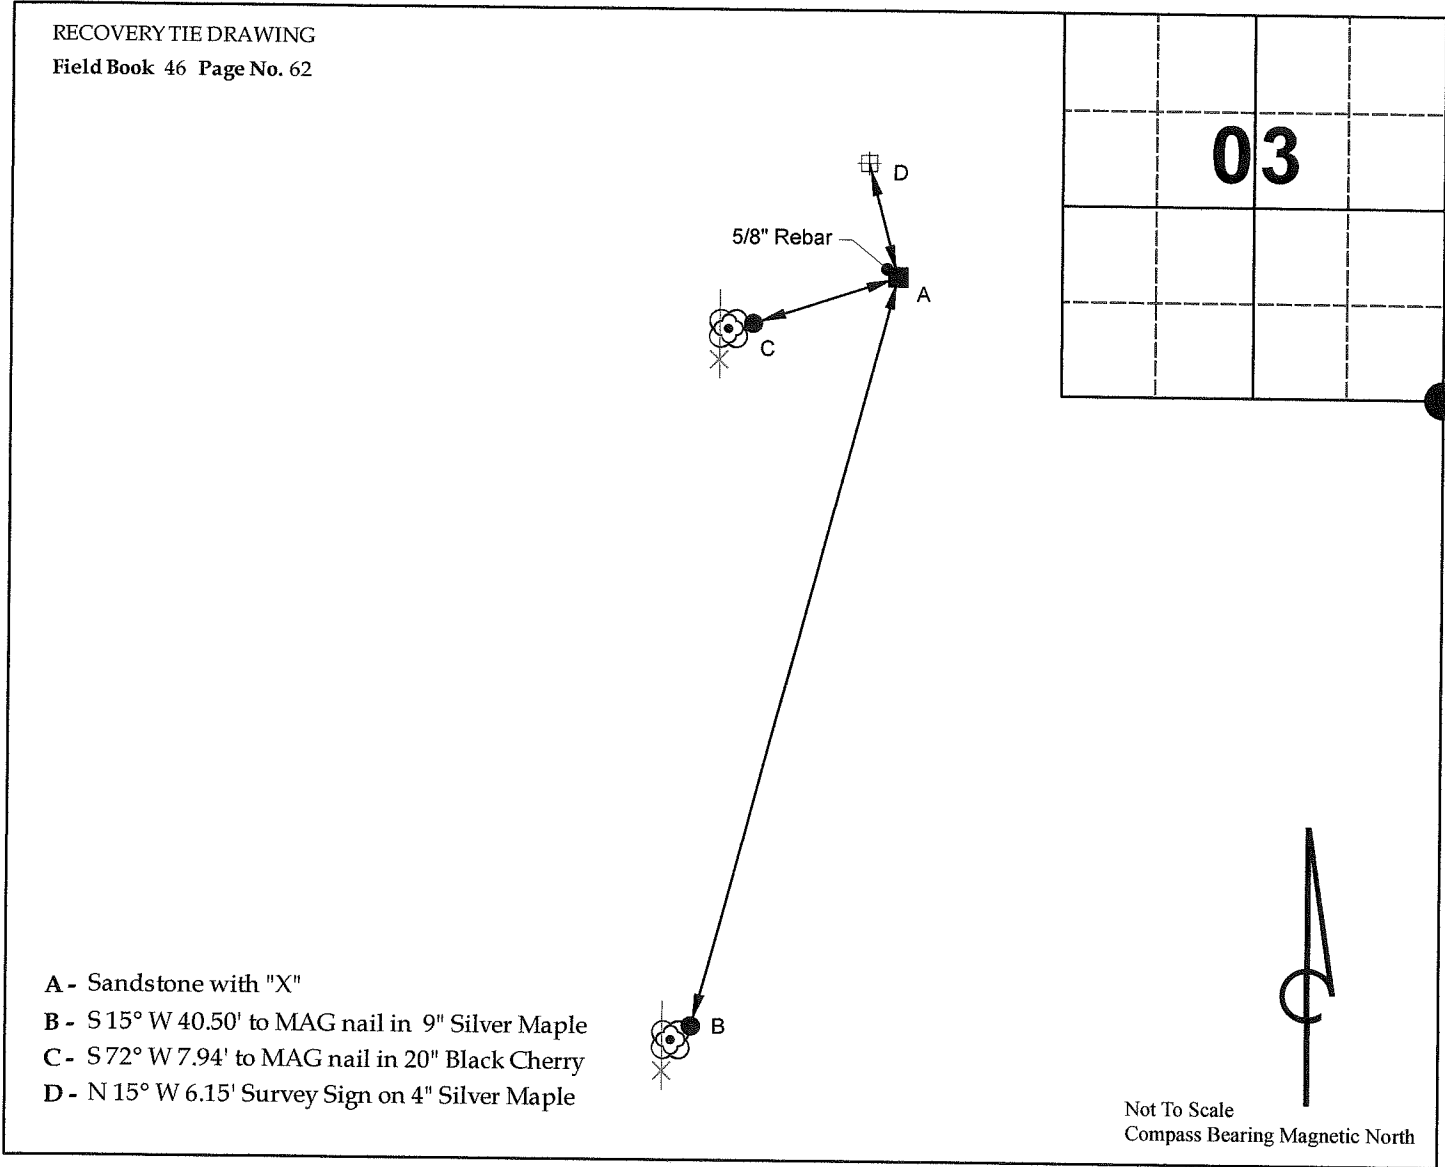 RECOVERY TIE DRAWING
Field Book 46 Page No. 62
03
D
5/8" Rebar
A
C
B
A - Sandstone with "X"
B - S 15° W 40.50' to MAG nail in 9" Silver Maple
C - S 72° W 7.94' to MAG nail in 20" Black Cherry
D - N 15° W 6.15' Survey Sign on 4" Silver Maple
Not To Scale
Compass Bearing Magnetic North